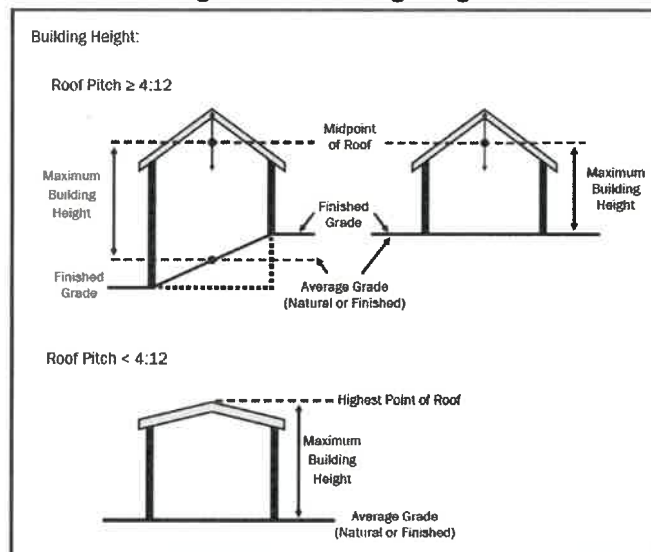 Building Height:
Roof Pitch ≥ 4:12
Midpoint
of Roof
Maximum
Building
Height
Maximum
Building
Height
Finished
Grade
Finished
Grade
Average Grade
(Natural or Finished)
Roof Pitch < 4:12
Highest Point of Roof
Maximum
Building
Height
Average Grade
(Natural or Finished)